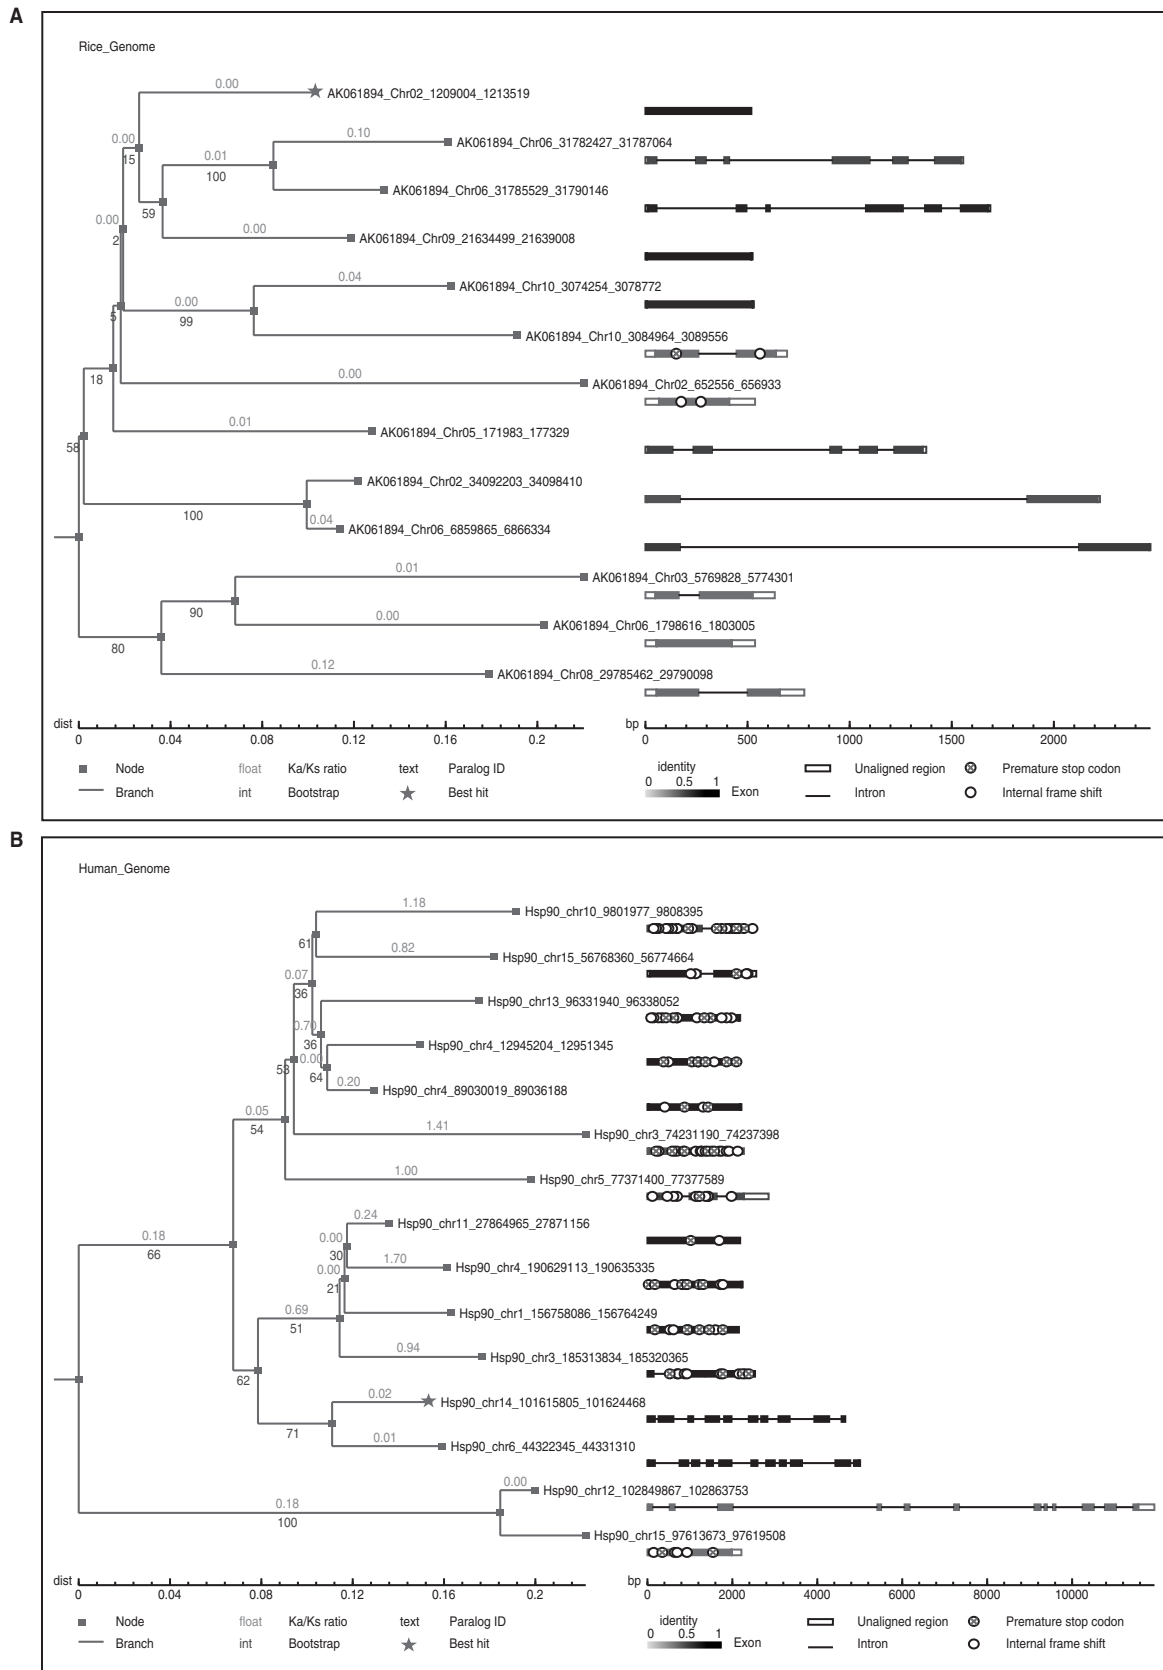 A
Rice_Genome
0.00
AK061894_Chr02_1209004_1213519
0.00
15
0.10
AK061894_Chr06_31782427_31787064
0.01
100
AK061894_Chr06_31785529_31790146
59
0.00
2
0.00
AK061894_Chr09_21634499_21639008
0.04
AK061894_Chr10_3074254_3078772
0.00
99
5
AK061894_Chr10_3084964_3089556
0.00
AK061894_Chr02_652556_656933
18
0.01
AK061894_Chr05_171983_177329
58
AK061894_Chr02_34092203_34098410
100
0.04
AK061894_Chr06_6859865_6866334
0.01
AK061894_Chr03_5769828_5774301
90
0.00
AK061894_Chr06_1798616_1803005
80
0.12
AK061894_Chr08_29785462_29790098
dist
0 0.04 0.08 0.12 0.16 0.2
bp
0 500 1000 1500 2000
Node float Ka/Ks ratio text Paralog ID
Branch int Bootstrap Best hit
identity
0 0.5 1
Exon
Unaligned region Premature stop codon
Intron Internal frame shift
B
Human_Genome
1.18
Hsp90_chr10_9801977_9808395
61
0.82
Hsp90_chr15_56768360_56774664
0.07
36
Hsp90_chr13_96331940_96338052
0.70
36
Hsp90_chr4_12945204_12951345
0.00
64
53
0.20
Hsp90_chr4_89030019_89036188
0.05
54
1.41
Hsp90_chr3_74231190_74237398
1.00
Hsp90_chr5_77371400_77377589
0.24
Hsp90_chr11_27864965_27871156
0.18
66
0.00
30
1.70
Hsp90_chr4_190629113_190635335
0.00
21
Hsp90_chr1_156758086_156764249
0.69
51
0.94
Hsp90_chr3_185313834_185320365
62
0.02
Hsp90_chr14_101615805_101624468
71
0.01
Hsp90_chr6_44322345_44331310
0.00
Hsp90_chr12_102849867_102863753
0.18
100
Hsp90_chr15_97613673_97619508
dist
0 0.04 0.08 0.12 0.16 0.2
bp
0 2000 4000 6000 8000 10000
Node float Ka/Ks ratio text Paralog ID
Branch int Bootstrap Best hit
identity
0 0.5 1
Exon
Unaligned region Premature stop codon
Intron Internal frame shift